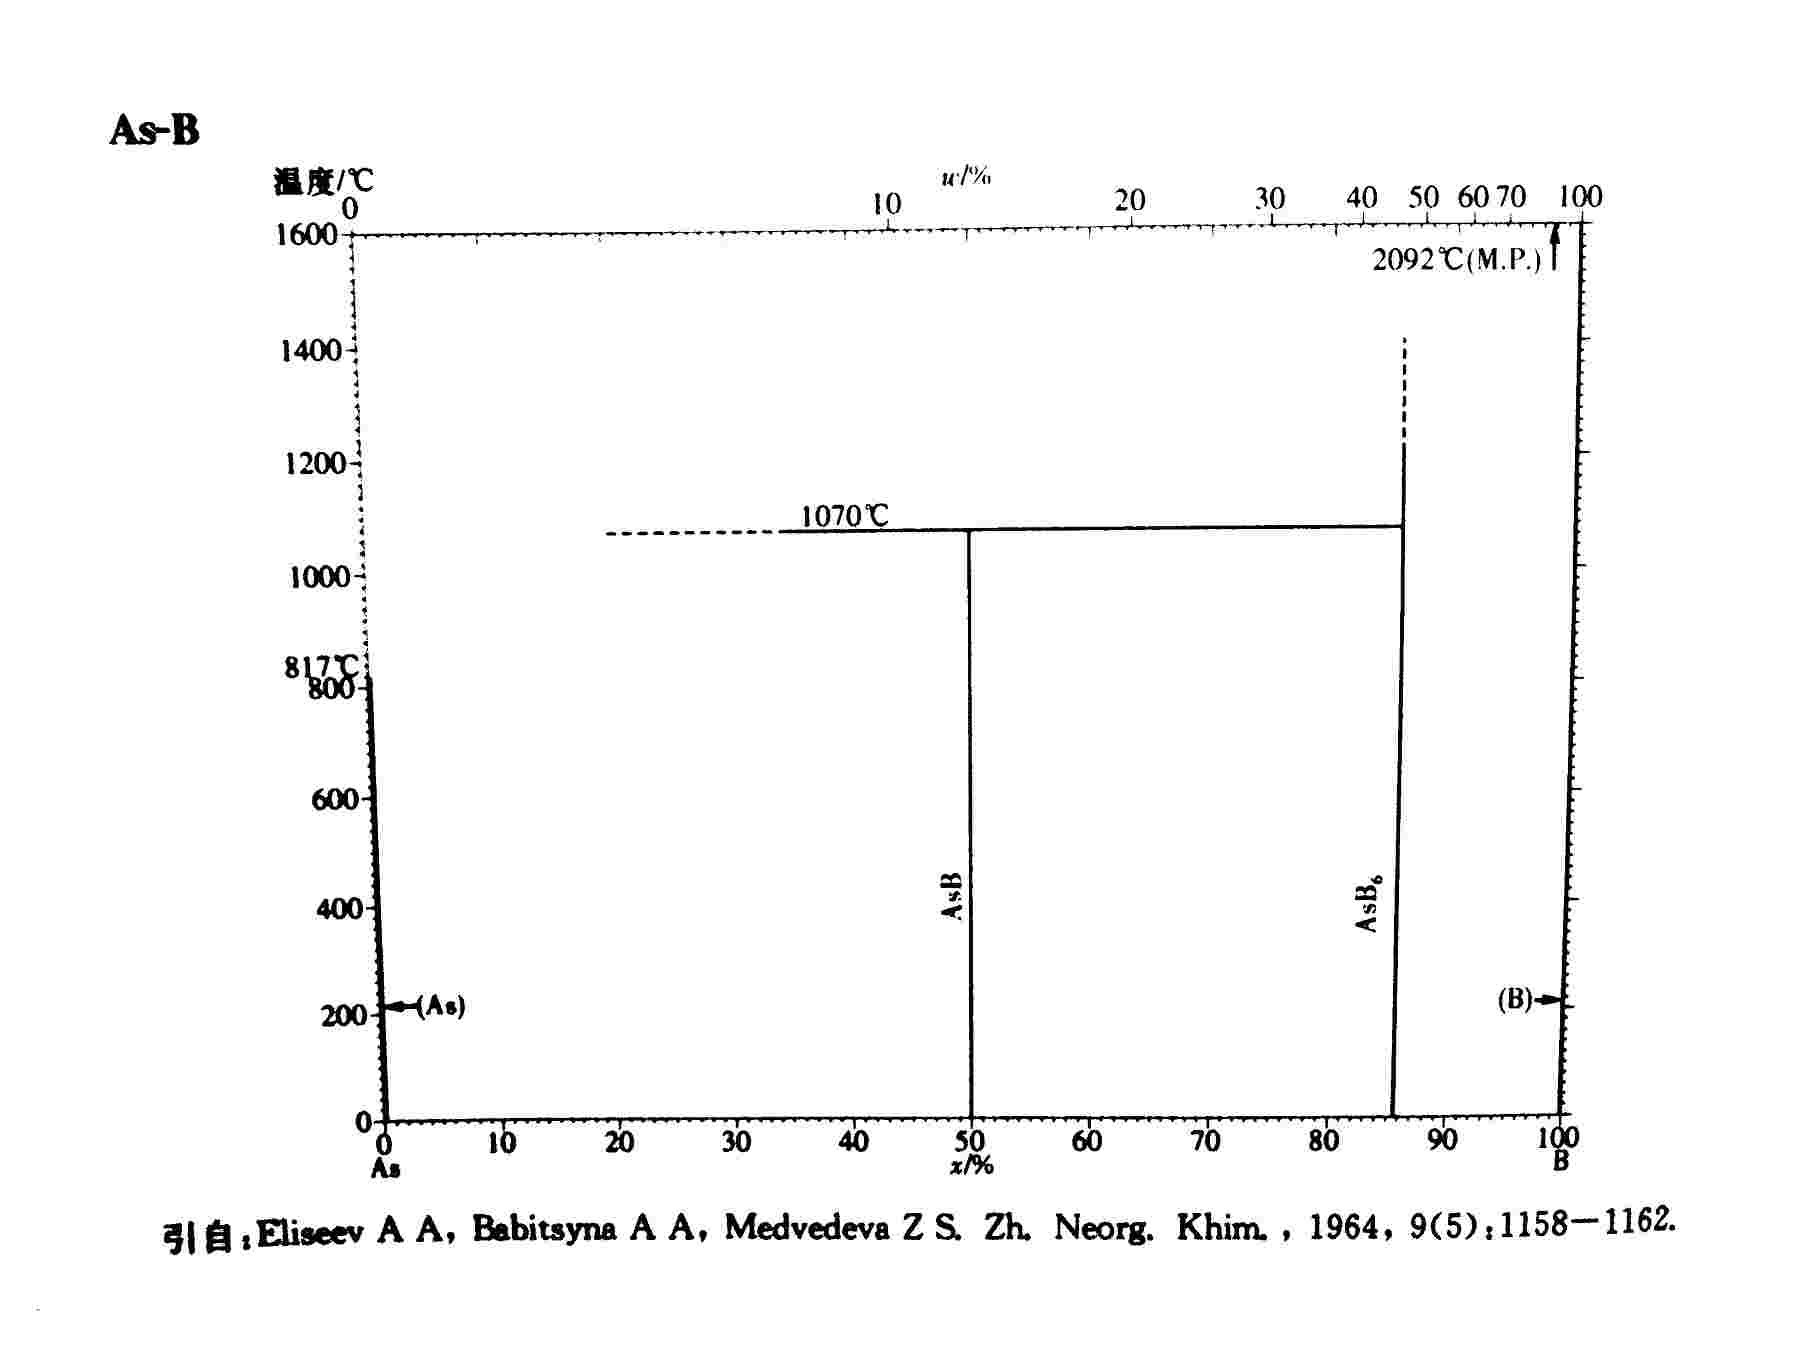 As-B
温度/℃
w/%
0 10 20 30 40 50 60 70 100
1600
2092℃(M.P.)
1400
1200
1070℃
1000
817℃
800
600
AsB
AsB₆
400
(As)
(B)
200
0
0 10 20 30 40 50 60 70 80 90 100
As x/% B
引自:Eliseev A A, Babitsyna A A, Medvedeva Z S. Zh. Neorg. Khim., 1964, 9(5):1158—1162.